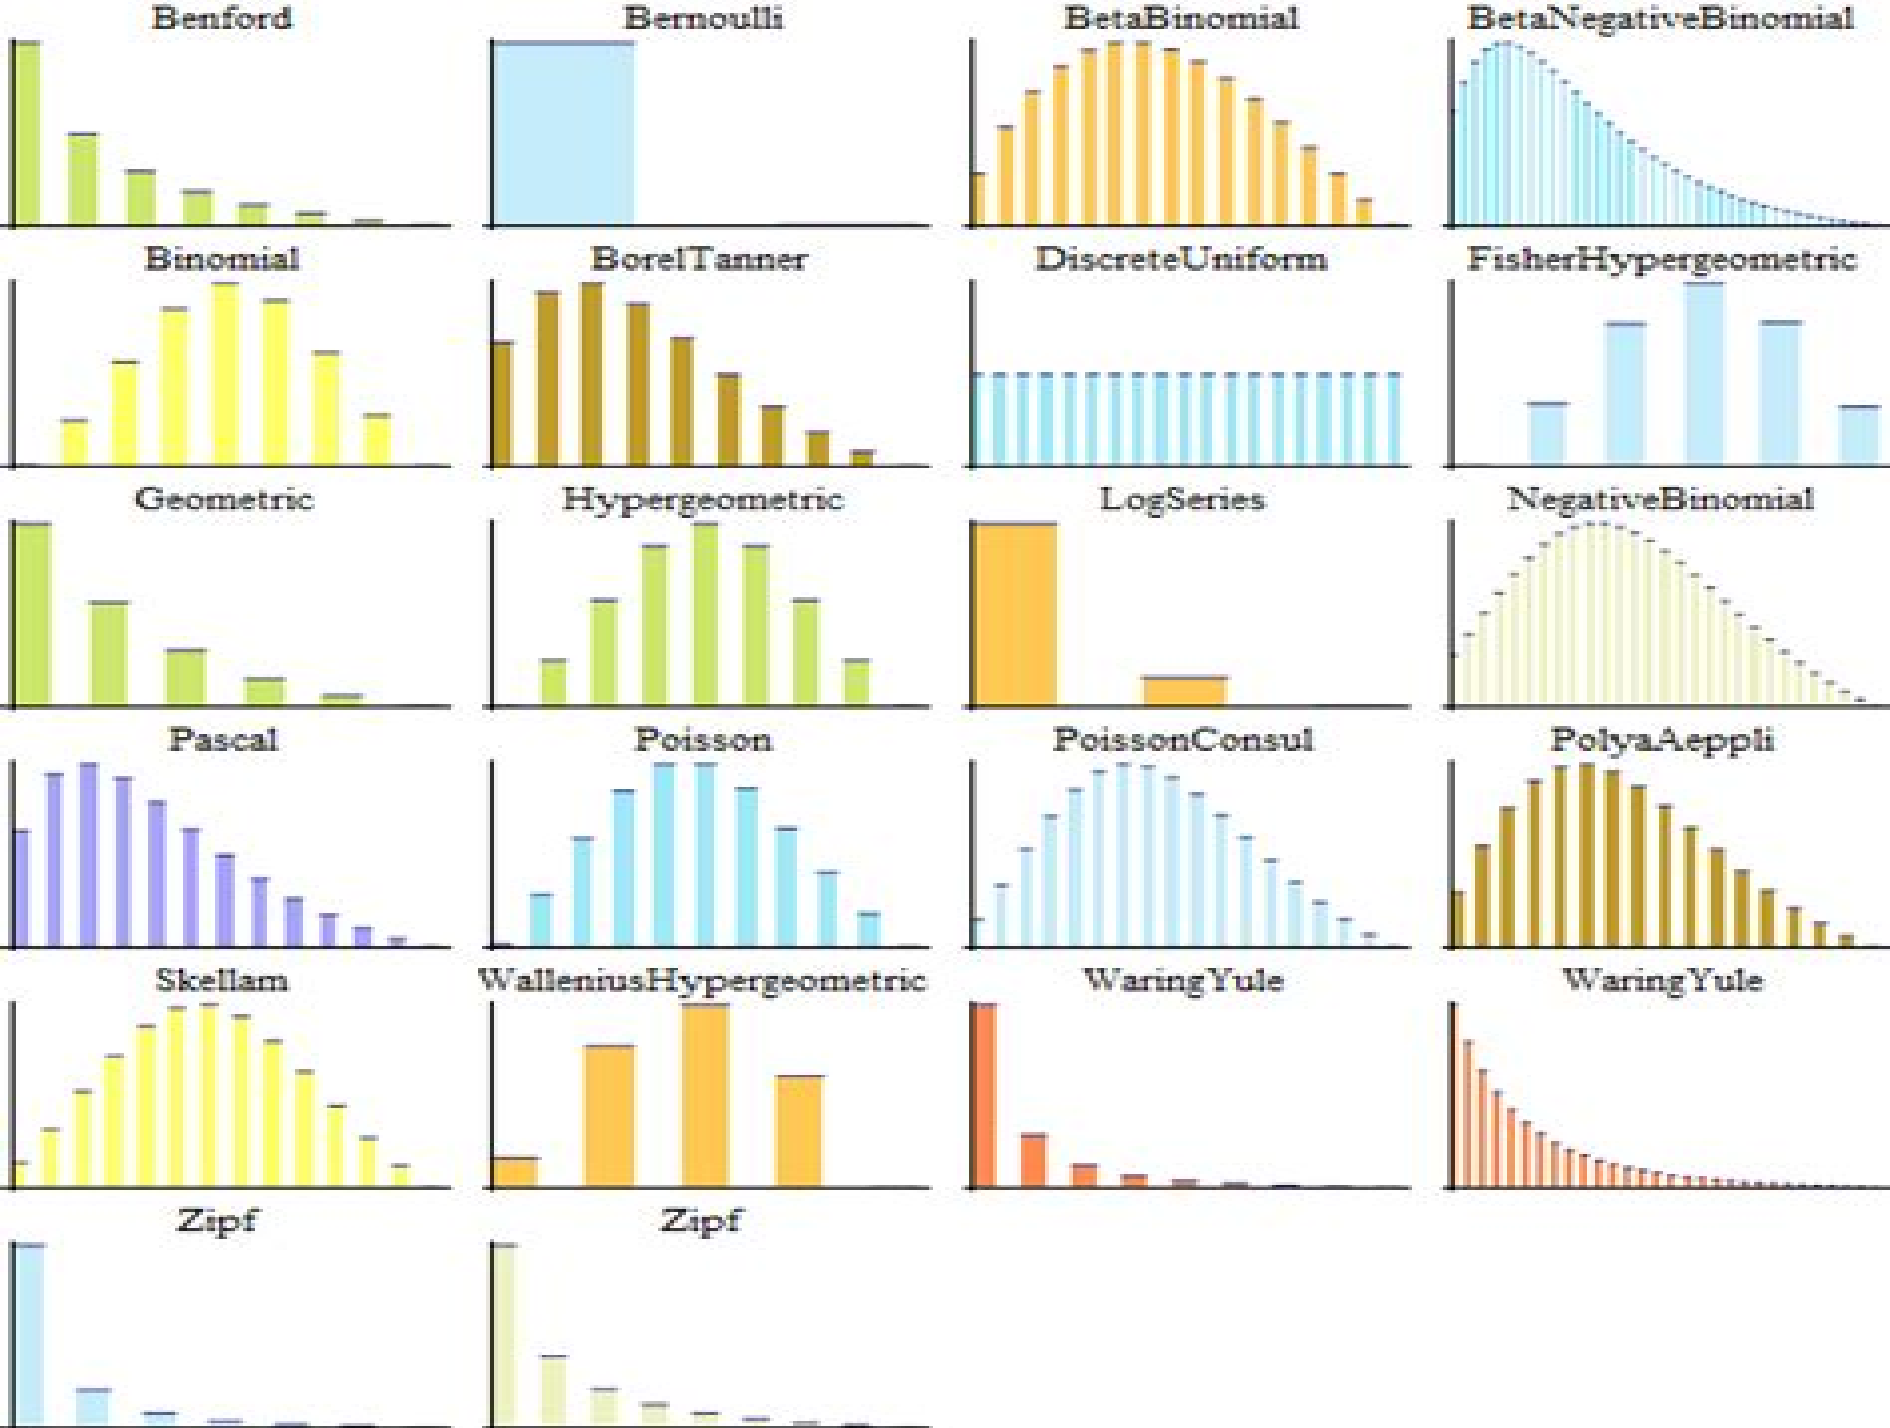 Benford
Bernoulli
BetaBinomial
BetaNegativeBinomial
Binomial
BorelTanner
DiscreteUniform
FisherHypergeometric
Geometric
Hypergeometric
LogSeries
NegativeBinomial
Pascal
Poisson
PoissonConsul
PolyaAeppli
Skellam
WalleniusHypergeometric
WaringYule
WaringYule
Zipf
Zipf